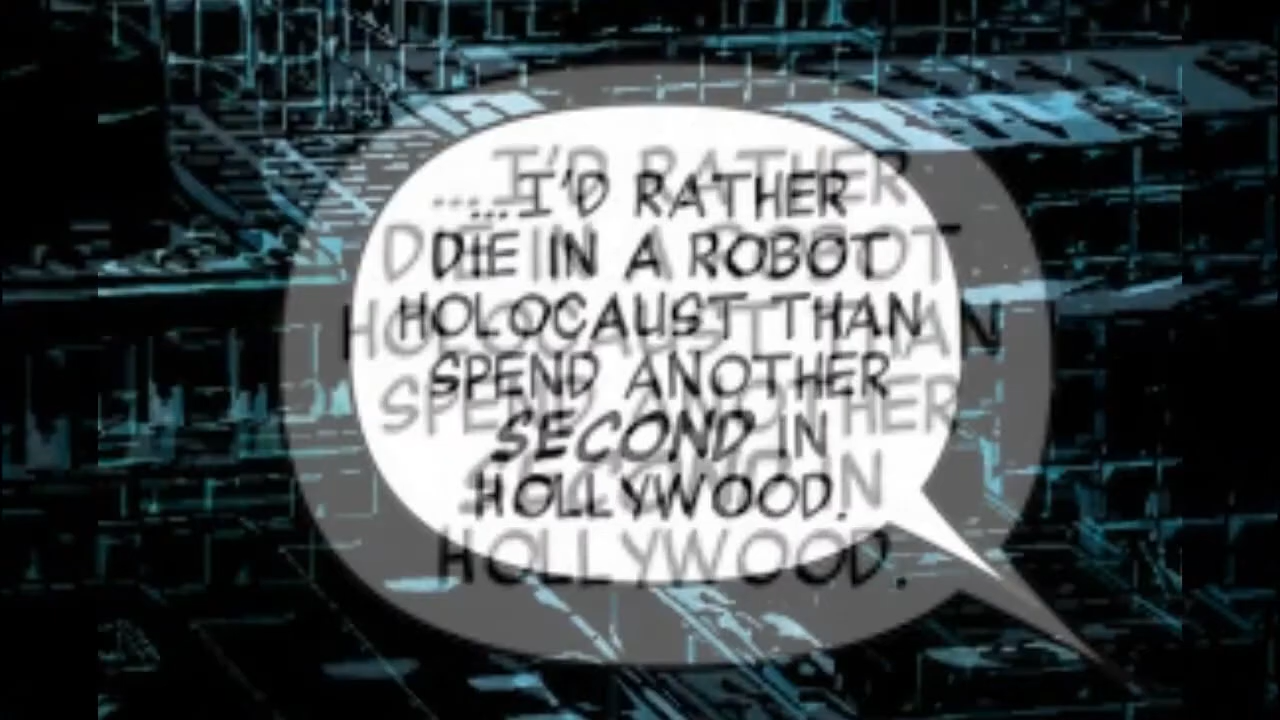 ...I'D RATHER
DIE IN A ROBOT
HOLOCAUST THAN
SPEND ANOTHER
SECOND IN
HOLLYWOOD.